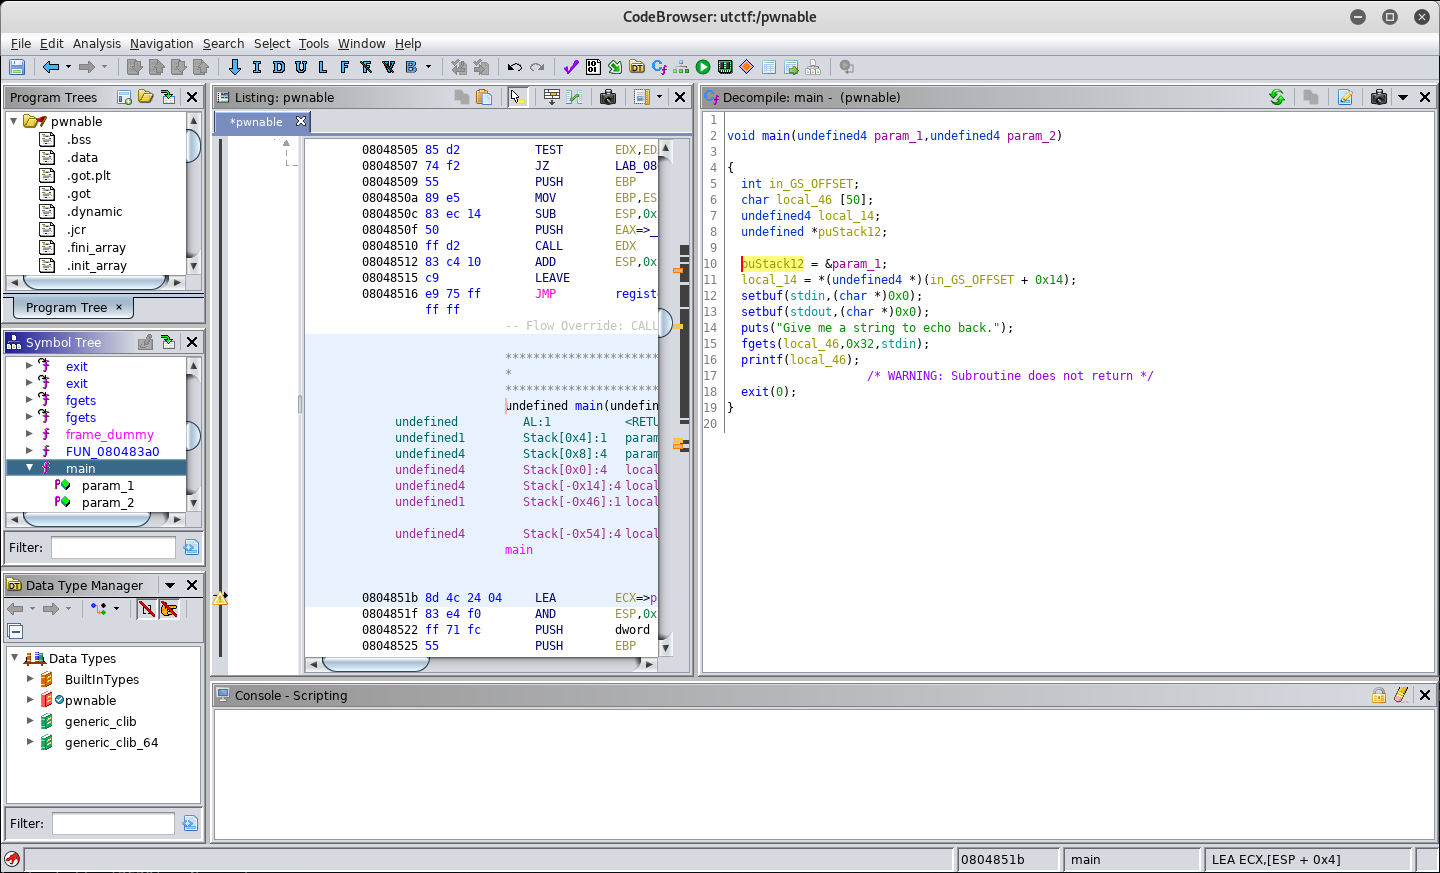 CodeBrowser: utctf:/pwnable
File Edit Analysis Navigation Search Select Tools Window Help
I D U L F V B
Program Trees
pwnable
.bss
.data
.got.plt
.got
.dynamic
.jcr
.fini_array
.init_array
Program Tree ×
Symbol Tree
exit
exit
fgets
fgets
frame_dummy
FUN_080483a0
main
param_1
param_2
Filter:
Data Type Manager
Data Types
BuiltInTypes
pwnable
generic_clib
generic_clib_64
Filter:
Listing: pwnable
*pwnable
08048505 85 d2 TEST EDX,ED
08048507 74 f2 JZ LAB_08
08048509 55 PUSH EBP
0804850a 89 e5 MOV EBP,ES
0804850c 83 ec 14 SUB ESP,0x
0804850f 50 PUSH EAX=>_
08048510 ff d2 CALL EDX
08048512 83 c4 10 ADD ESP,0x
08048515 c9 LEAVE
08048516 e9 75 ff JMP regist
ff ff
-- Flow Override: CALL
**********************
*
**********************
undefined main(undefin
undefined AL:1 <RETU
undefined1 Stack[0x4]:1 param
undefined4 Stack[0x8]:4 param
undefined4 Stack[0x0]:4 local
undefined4 Stack[-0x14]:4 local
undefined1 Stack[-0x46]:1 local
undefined4 Stack[-0x54]:4 local
main
0804851b 8d 4c 24 04 LEA ECX=>p
0804851f 83 e4 f0 AND ESP,0x
08048522 ff 71 fc PUSH dword
08048525 55 PUSH EBP
Decompile: main - (pwnable)
1
2 void main(undefined4 param_1,undefined4 param_2)
3
4 {
5 int in_GS_OFFSET;
6 char local_46 [50];
7 undefined4 local_14;
8 undefined *puStack12;
9
10 puStack12 = &param_1;
11 local_14 = *(undefined4 *)(in_GS_OFFSET + 0x14);
12 setbuf(stdin,(char *)0x0);
13 setbuf(stdout,(char *)0x0);
14 puts("Give me a string to echo back.");
15 fgets(local_46,0x32,stdin);
16 printf(local_46);
17 /* WARNING: Subroutine does not return */
18 exit(0);
19 }
20
Console - Scripting
0804851b main LEA ECX,[ESP + 0x4]